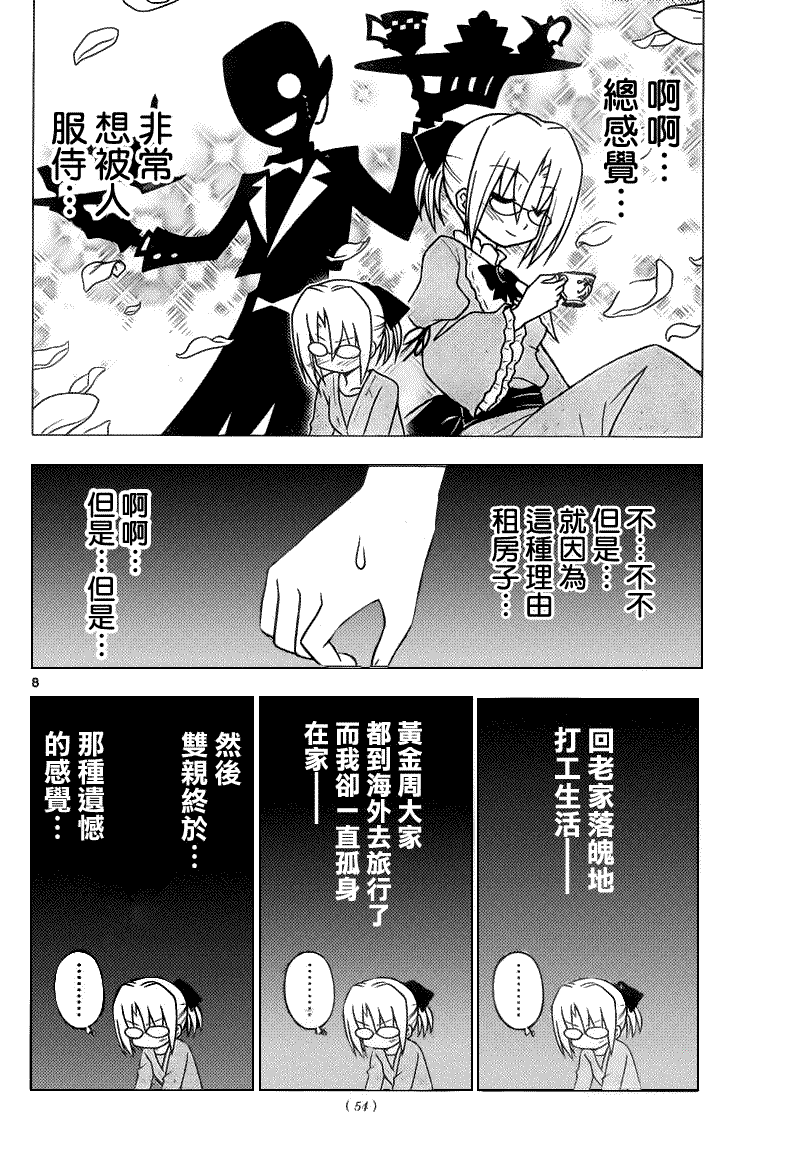 啊啊…
總感覺…
非常
想被人
服侍…
不…不不
但是…
就因為
這種理由
租房子…
啊啊…
但是…但是…
8
回老家落魄地
打工生活——
………
黃金周大家
都到海外去旅行了
而我卻一直孤身
在家——
………
然後
雙親終於…
那種遺憾
的感覺…
………
(54)